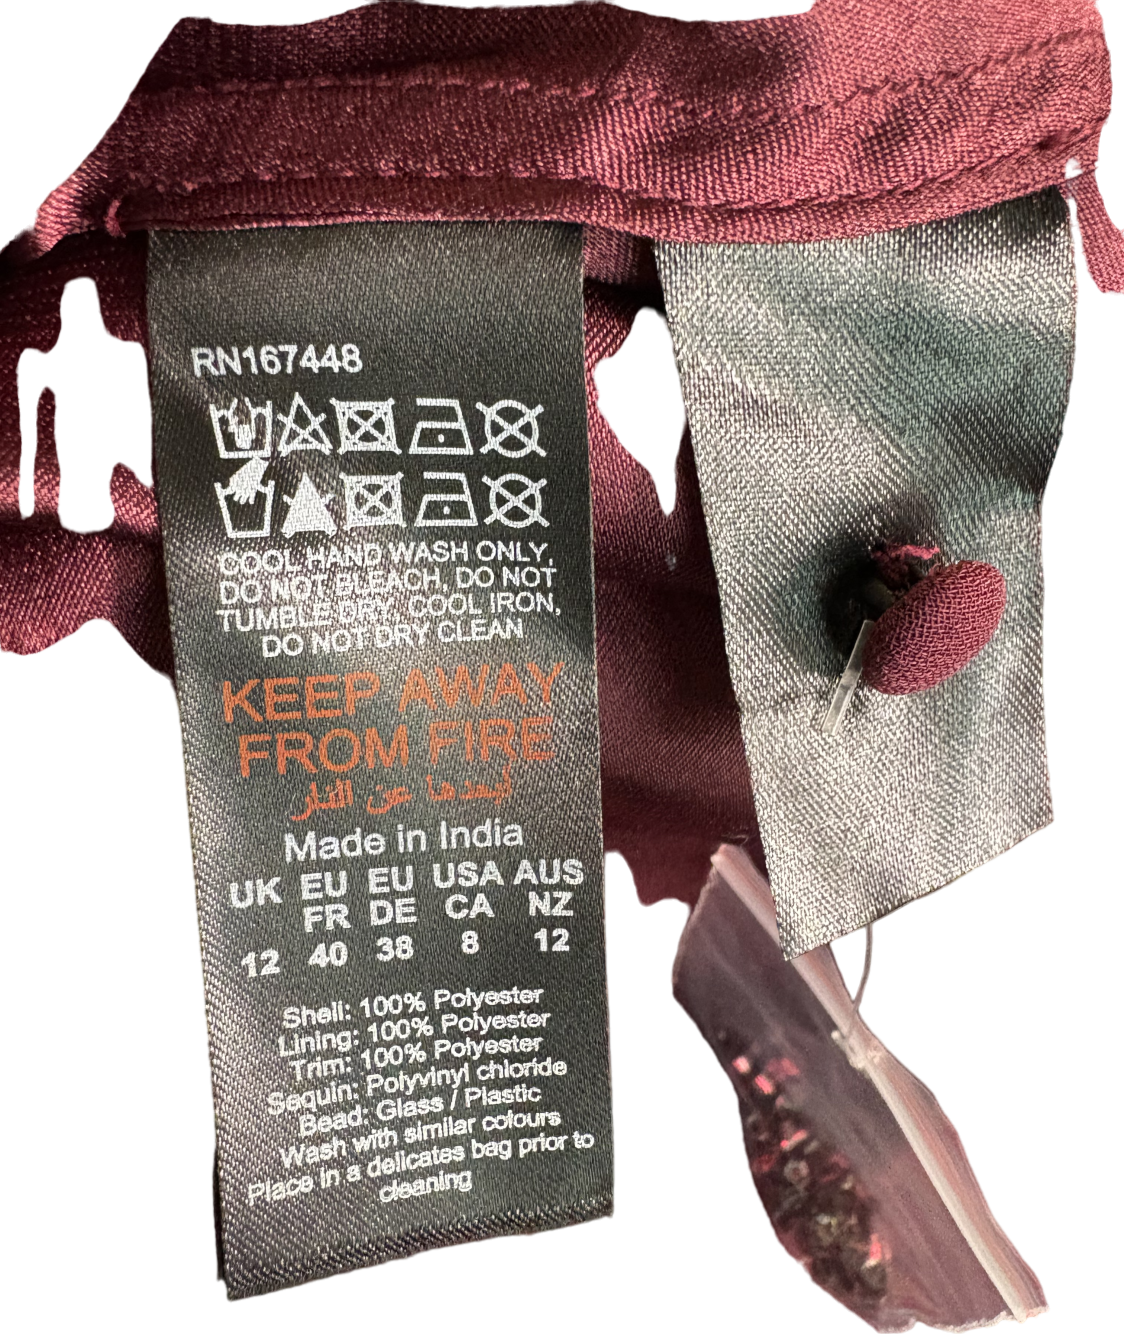 RN167448
COOL HAND WASH ONLY,
DO NOT BLEACH, DO NOT
TUMBLE DRY, COOL IRON,
DO NOT DRY CLEAN
KEEP AWAY
FROM FIRE
أبعدها عن النار
Made in India
UK EU FR EU DE USA CA AUS NZ
12 40 38 8 12
Shell: 100% Polyester
Lining: 100% Polyester
Trim: 100% Polyester
Sequin: Polyvinyl chloride
Bead: Glass / Plastic
Wash with similar colours
Place in a delicates bag prior to
cleaning